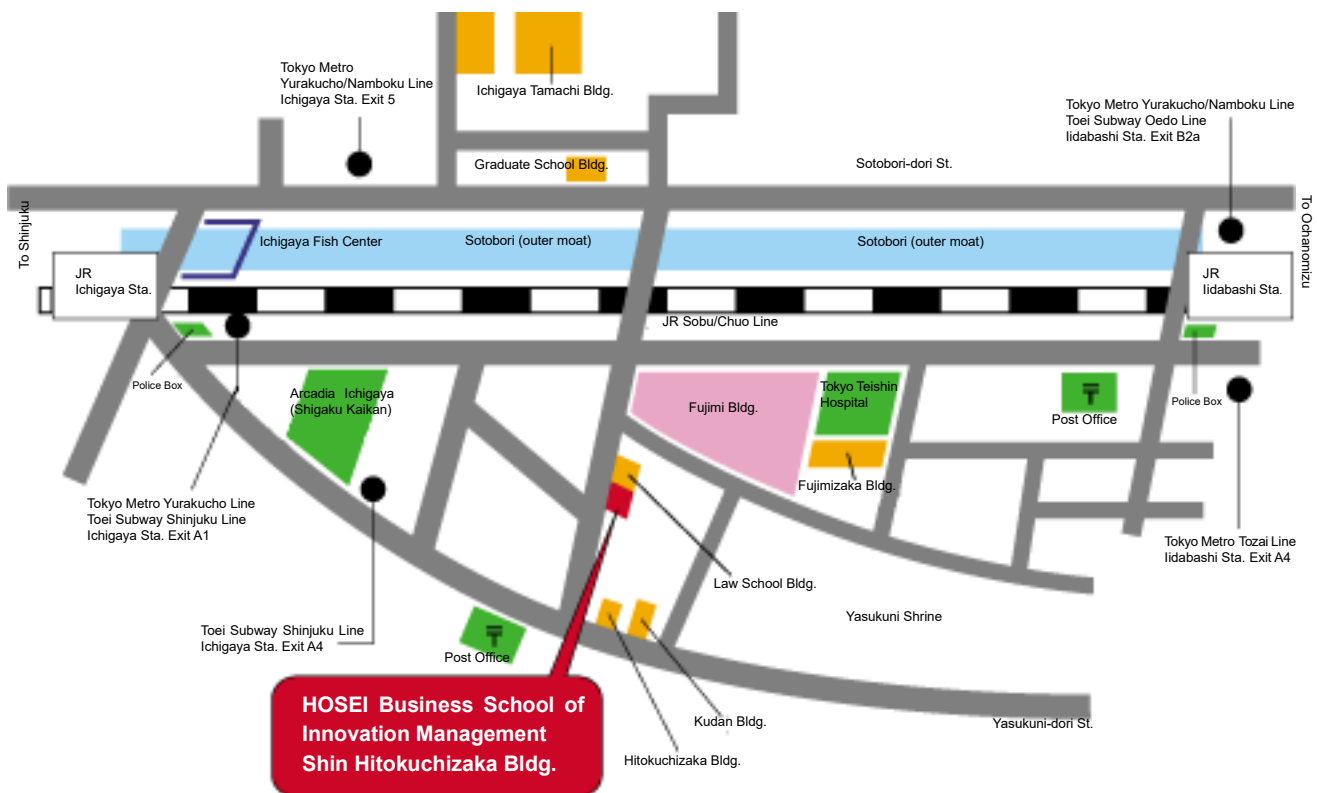 Tokyo Metro
Yurakucho/Namboku Line
Ichigaya Sta. Exit 5
Ichigaya Tamachi Bldg.
Tokyo Metro Yurakucho/Namboku Line
Toei Subway Oedo Line
Iidabashi Sta. Exit B2a
Graduate School Bldg.
Sotobori-dori St.
To Shinjuku
To Ochanomizu
Ichigaya Fish Center
Sotobori (outer moat)
Sotobori (outer moat)
JR
Ichigaya Sta.
JR
Iidabashi Sta.
JR Sobu/Chuo Line
Police Box
Arcadia Ichigaya
(Shigaku Kaikan)
Fujimi Bldg.
Tokyo Teishin
Hospital
〒
Post Office
Police Box
Fujimizaka Bldg.
Tokyo Metro Yurakucho Line
Toei Subway Shinjuku Line
Ichigaya Sta. Exit A1
Tokyo Metro Tozai Line
Iidabashi Sta. Exit A4
Law School Bldg.
Yasukuni Shrine
Toei Subway Shinjuku Line
Ichigaya Sta. Exit A4
〒
Post Office
HOSEI Business School of
Innovation Management
Shin Hitokuchizaka Bldg.
Kudan Bldg.
Yasukuni-dori St.
Hitokuchizaka Bldg.